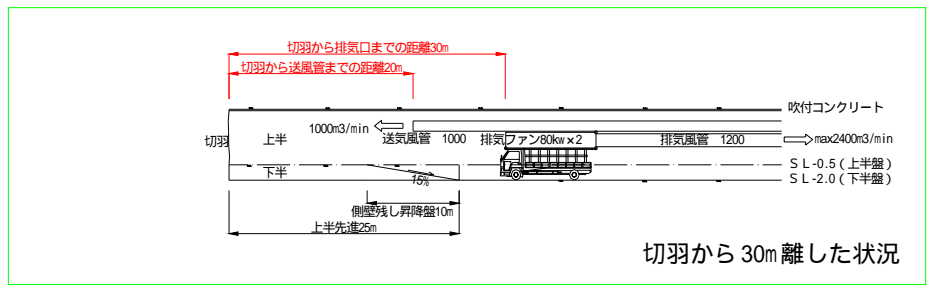 切羽から排気口までの距離30m
切羽から送風管までの距離20m
吹付コンクリート
1000m3/min
送気風管 1000
排気ファン80kw×2
排気風管 1200
max2400m3/min
切羽
上半
SL-0.5(上半盤)
下半
15%
SL-2.0(下半盤)
側壁残し昇降盤10m
上半先進25m
切羽から30m離した状況